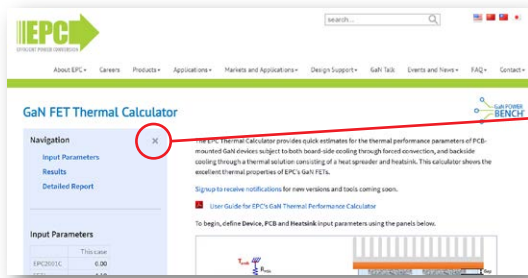 search...
EPC
EFFICIENT POWER CONVERSION
About EPC Careers Products Applications Markets and Applications Design Support GaN Talk Events and News FAQ Contact
GaN FET Thermal Calculator
GaN POWER
BENCH
Navigation ×
Input Parameters
Results
Detailed Report
The EPC Thermal Calculator provides quick estimates for the thermal performance parameters of PCB-
mounted GaN devices subject to both board-side cooling through forced convection, and backside
cooling through a thermal solution consisting of a heat spreader and heatsink. This calculator shows the
excellent thermal properties of EPC's GaN FETs.
Signup to receive notifications for new versions and tools coming soon.
User Guide for EPC's GaN Thermal Performance Calculator
To begin, define Device, PCB and Heatsink input parameters using the panels below.
Input Parameters
This case
EPC2001C 0.00